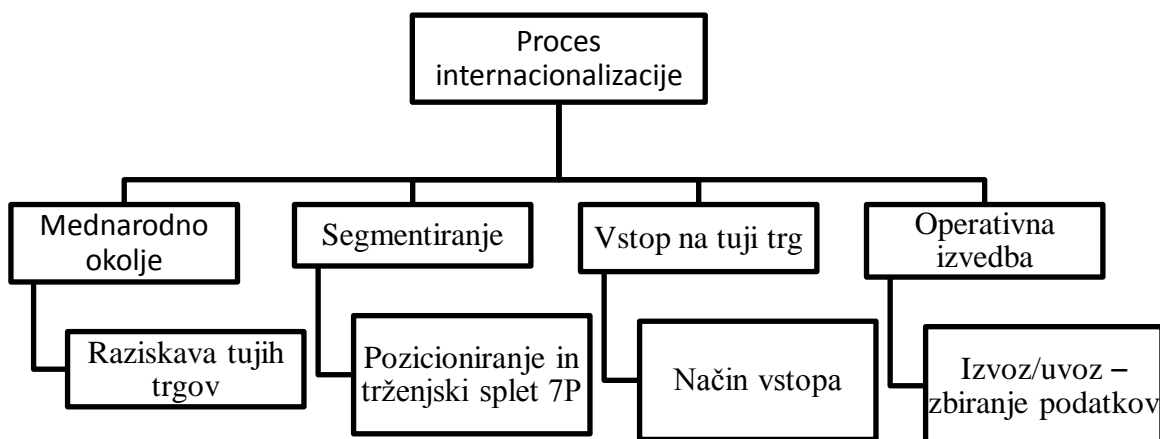 Proces
internacionalizacije
Mednarodno
okolje
Segmentiranje
Vstop na tuji trg
Operativna
izvedba
Raziskava tujih
trgov
Pozicioniranje in
trženjski splet 7P
Način vstopa
Izvoz/uvoz –
zbiranje podatkov